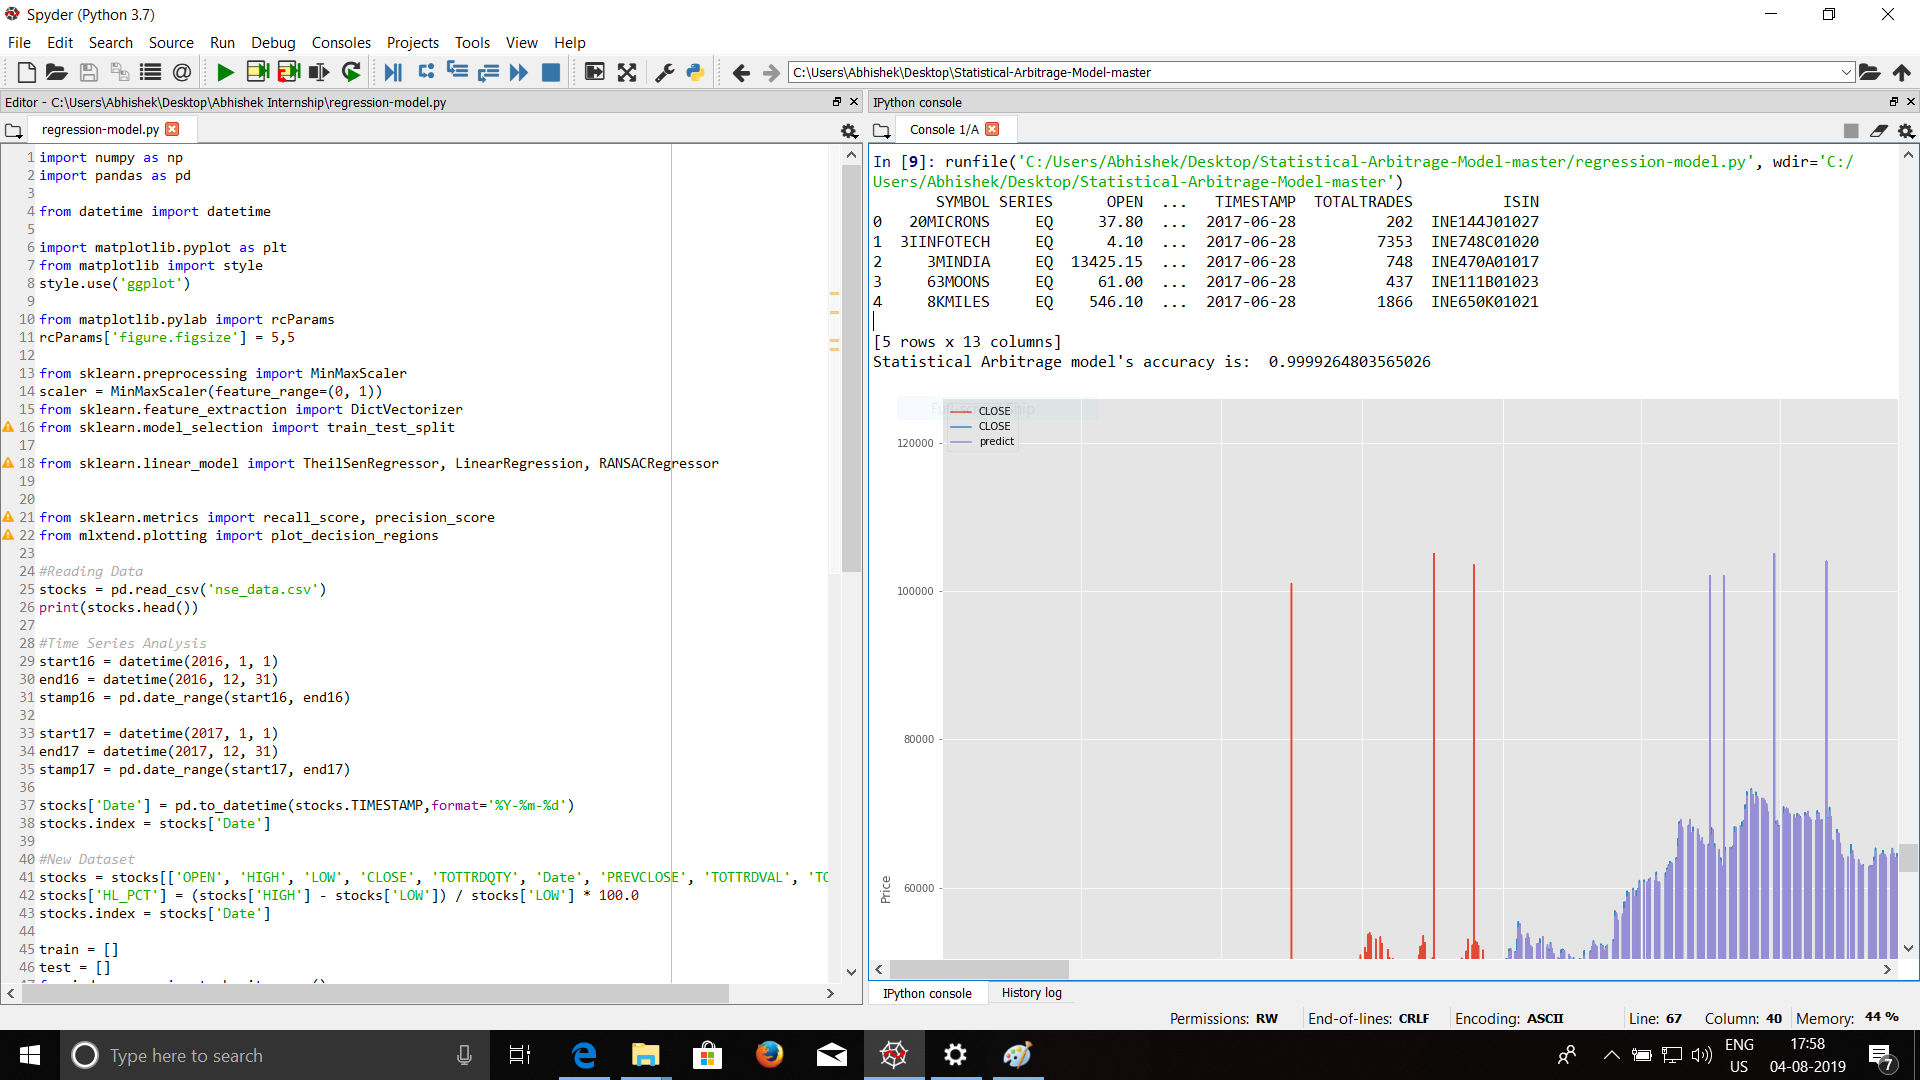 Spyder (Python 3.7)
File Edit Search Source Run Debug Consoles Projects Tools View Help
C:\Users\Abhishek\Desktop\Statistical-Arbitrage-Model-master
Editor - C:\Users\Abhishek\Desktop\Abhishek Internship\regression-model.py
regression-model.py
1 import numpy as np
2 import pandas as pd
3
4 from datetime import datetime
5
6 import matplotlib.pyplot as plt
7 from matplotlib import style
8 style.use('ggplot')
9
10 from matplotlib.pylab import rcParams
11 rcParams['figure.figsize'] = 5,5
12
13 from sklearn.preprocessing import MinMaxScaler
14 scaler = MinMaxScaler(feature_range=(0, 1))
15 from sklearn.feature_extraction import DictVectorizer
16 from sklearn.model_selection import train_test_split
17
18 from sklearn.linear_model import TheilSenRegressor, LinearRegression, RANSACRegressor
19
20
21 from sklearn.metrics import recall_score, precision_score
22 from mlxtend.plotting import plot_decision_regions
23
24 #Reading Data
25 stocks = pd.read_csv('nse_data.csv')
26 print(stocks.head())
27
28 #Time Series Analysis
29 start16 = datetime(2016, 1, 1)
30 end16 = datetime(2016, 12, 31)
31 stamp16 = pd.date_range(start16, end16)
32
33 start17 = datetime(2017, 1, 1)
34 end17 = datetime(2017, 12, 31)
35 stamp17 = pd.date_range(start17, end17)
36
37 stocks['Date'] = pd.to_datetime(stocks.TIMESTAMP,format='%Y-%m-%d')
38 stocks.index = stocks['Date']
39
40 #New Dataset
41 stocks = stocks[['OPEN', 'HIGH', 'LOW', 'CLOSE', 'TOTTRDQTY', 'Date', 'PREVCLOSE', 'TOTTRDVAL', 'TO
42 stocks['HL_PCT'] = (stocks['HIGH'] - stocks['LOW']) / stocks['LOW'] * 100.0
43 stocks.index = stocks['Date']
44
45 train = []
46 test = []
IPython console
Console 1/A
In [9]: runfile('C:/Users/Abhishek/Desktop/Statistical-Arbitrage-Model-master/regression-model.py', wdir='C:/
Users/Abhishek/Desktop/Statistical-Arbitrage-Model-master')
SYMBOL SERIES OPEN ... TIMESTAMP TOTALTRADES ISIN
0 20MICRONS EQ 37.80 ... 2017-06-28 202 INE144J01027
1 3IINFOTECH EQ 4.10 ... 2017-06-28 7353 INE748C01020
2 3MINDIA EQ 13425.15 ... 2017-06-28 748 INE470A01017
3 63MOONS EQ 61.00 ... 2017-06-28 437 INE111B01023
4 8KMILES EQ 546.10 ... 2017-06-28 1866 INE650K01021
[5 rows x 13 columns]
Statistical Arbitrage model's accuracy is: 0.9999264803565026
CLOSE
CLOSE
predict
120000
100000
80000
60000
Price
IPython console History log
Permissions: RW End-of-lines: CRLF Encoding: ASCII Line: 67 Column: 40 Memory: 44 %
Type here to search
ENG
US
17:58
04-08-2019
7